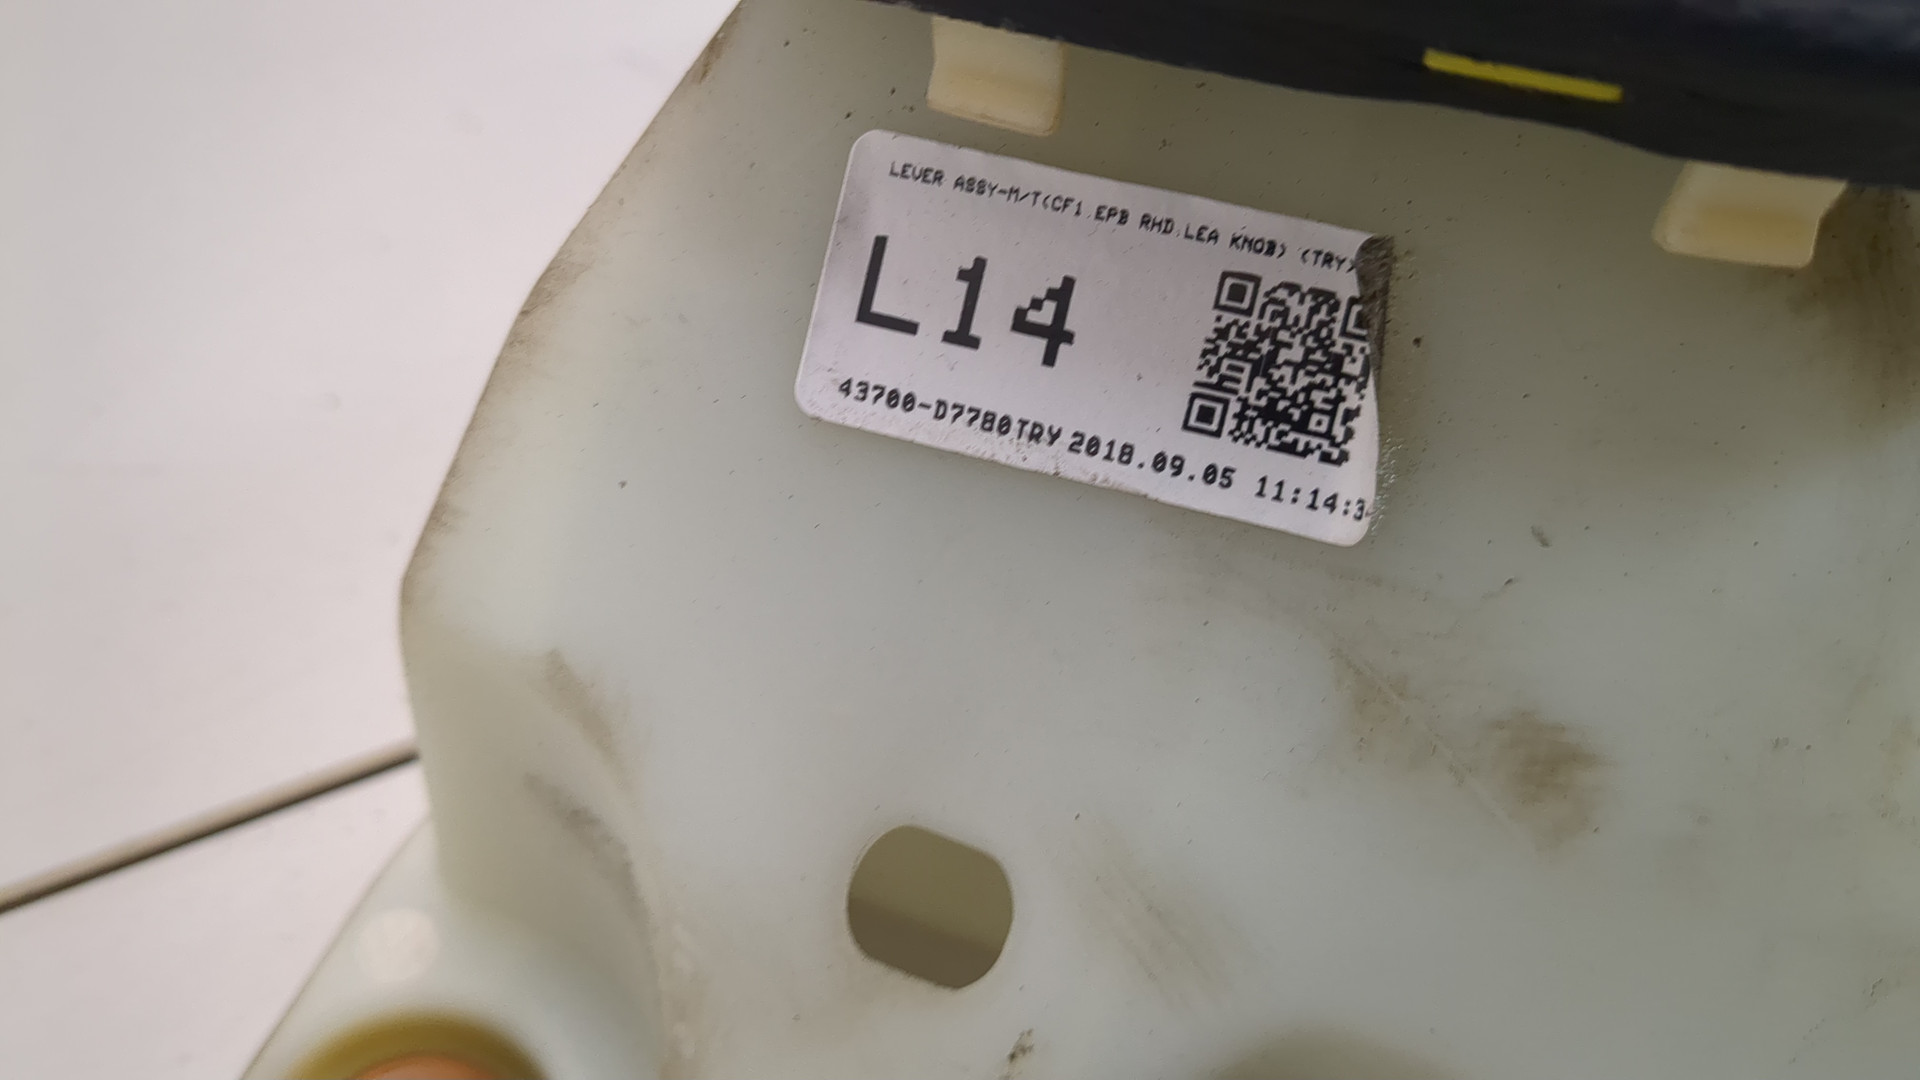 LEVER ASSY-M/T(CF1.EPB RHD.LEA KNOB) (TRY)
L14
43700-D7780TRY 2018.09.05 11:14:3